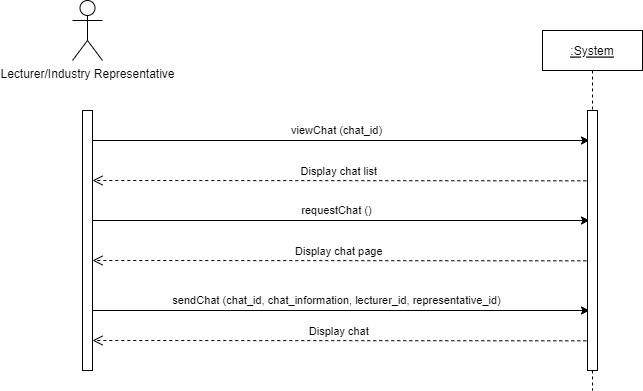 Lecturer/Industry Representative
:System
viewChat (chat_id)
Display chat list
requestChat ()
Display chat page
sendChat (chat_id, chat_information, lecturer_id, representative_id)
Display chat